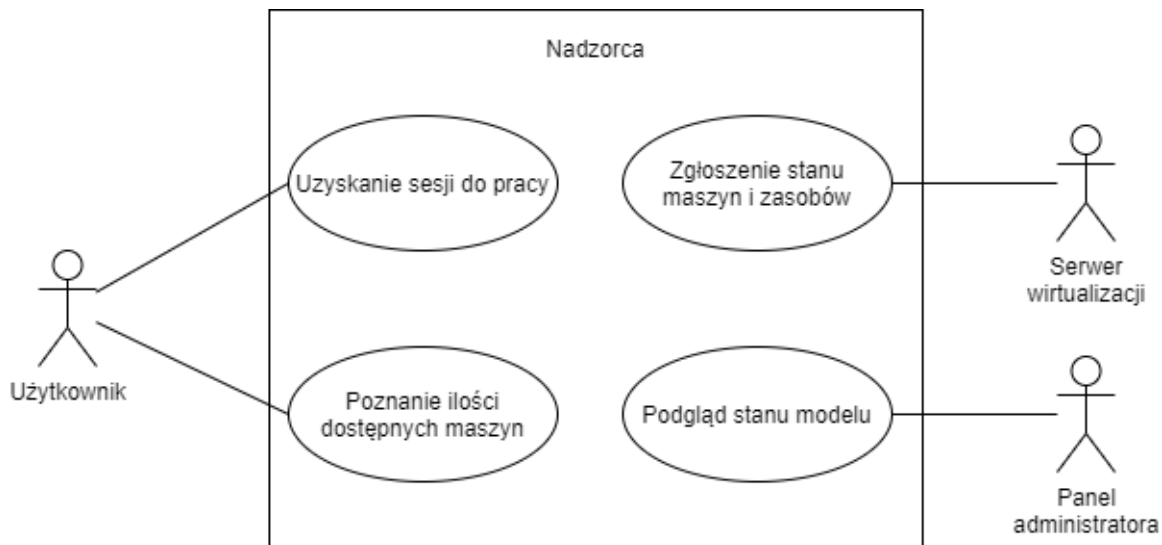 Nadzorca
Uzyskanie sesji do pracy
Zgłoszenie stanu
maszyn i zasobów
Serwer
wirtualizacji
Użytkownik
Poznanie ilości
dostępnych maszyn
Podgląd stanu modelu
Panel
administratora